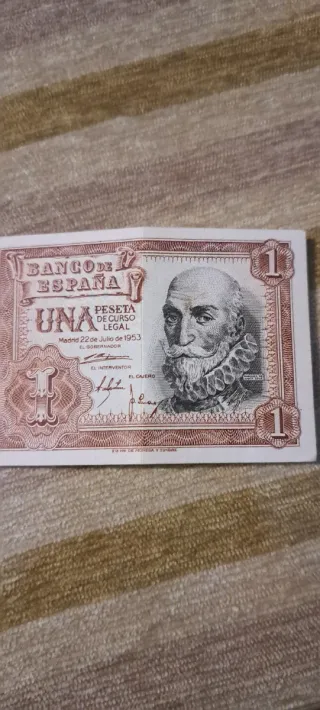 BANCO DE
ESPAÑA
1
UNA PESETA
DE CURSO
LEGAL
Madrid 22 de Julio de 1953
EL GOBERNADOR
EL INTERVENTOR
EL CAJERO
1
1